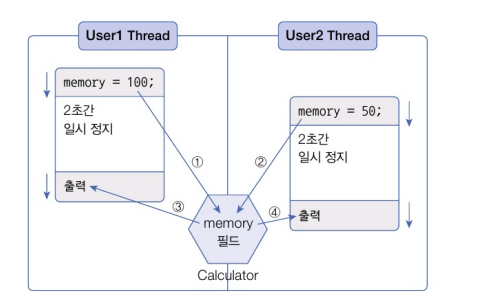 User1 Thread
User2 Thread
memory = 100;
2초간
일시 정지
출력
memory = 50;
2초간
일시 정지
출력
①
②
③
④
memory
필드
Calculator